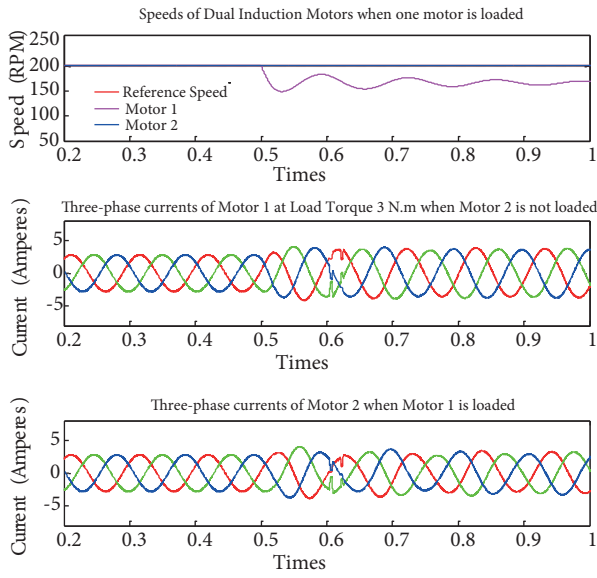 Speeds of Dual Induction Motors when one motor is loaded
Speed (RPM)
250
200
150
100
50
Reference Speed
Motor 1
Motor 2
0.2 0.3 0.4 0.5 0.6 0.7 0.8 0.9 1
Times
Three-phase currents of Motor 1 at Load Torque 3 N.m when Motor 2 is not loaded
Current (Amperes)
5
0
-5
0.2 0.3 0.4 0.5 0.6 0.7 0.8 0.9 1
Times
Three-phase currents of Motor 2 when Motor 1 is loaded
Current (Amperes)
5
0
-5
0.2 0.3 0.4 0.5 0.6 0.7 0.8 0.9 1
Times